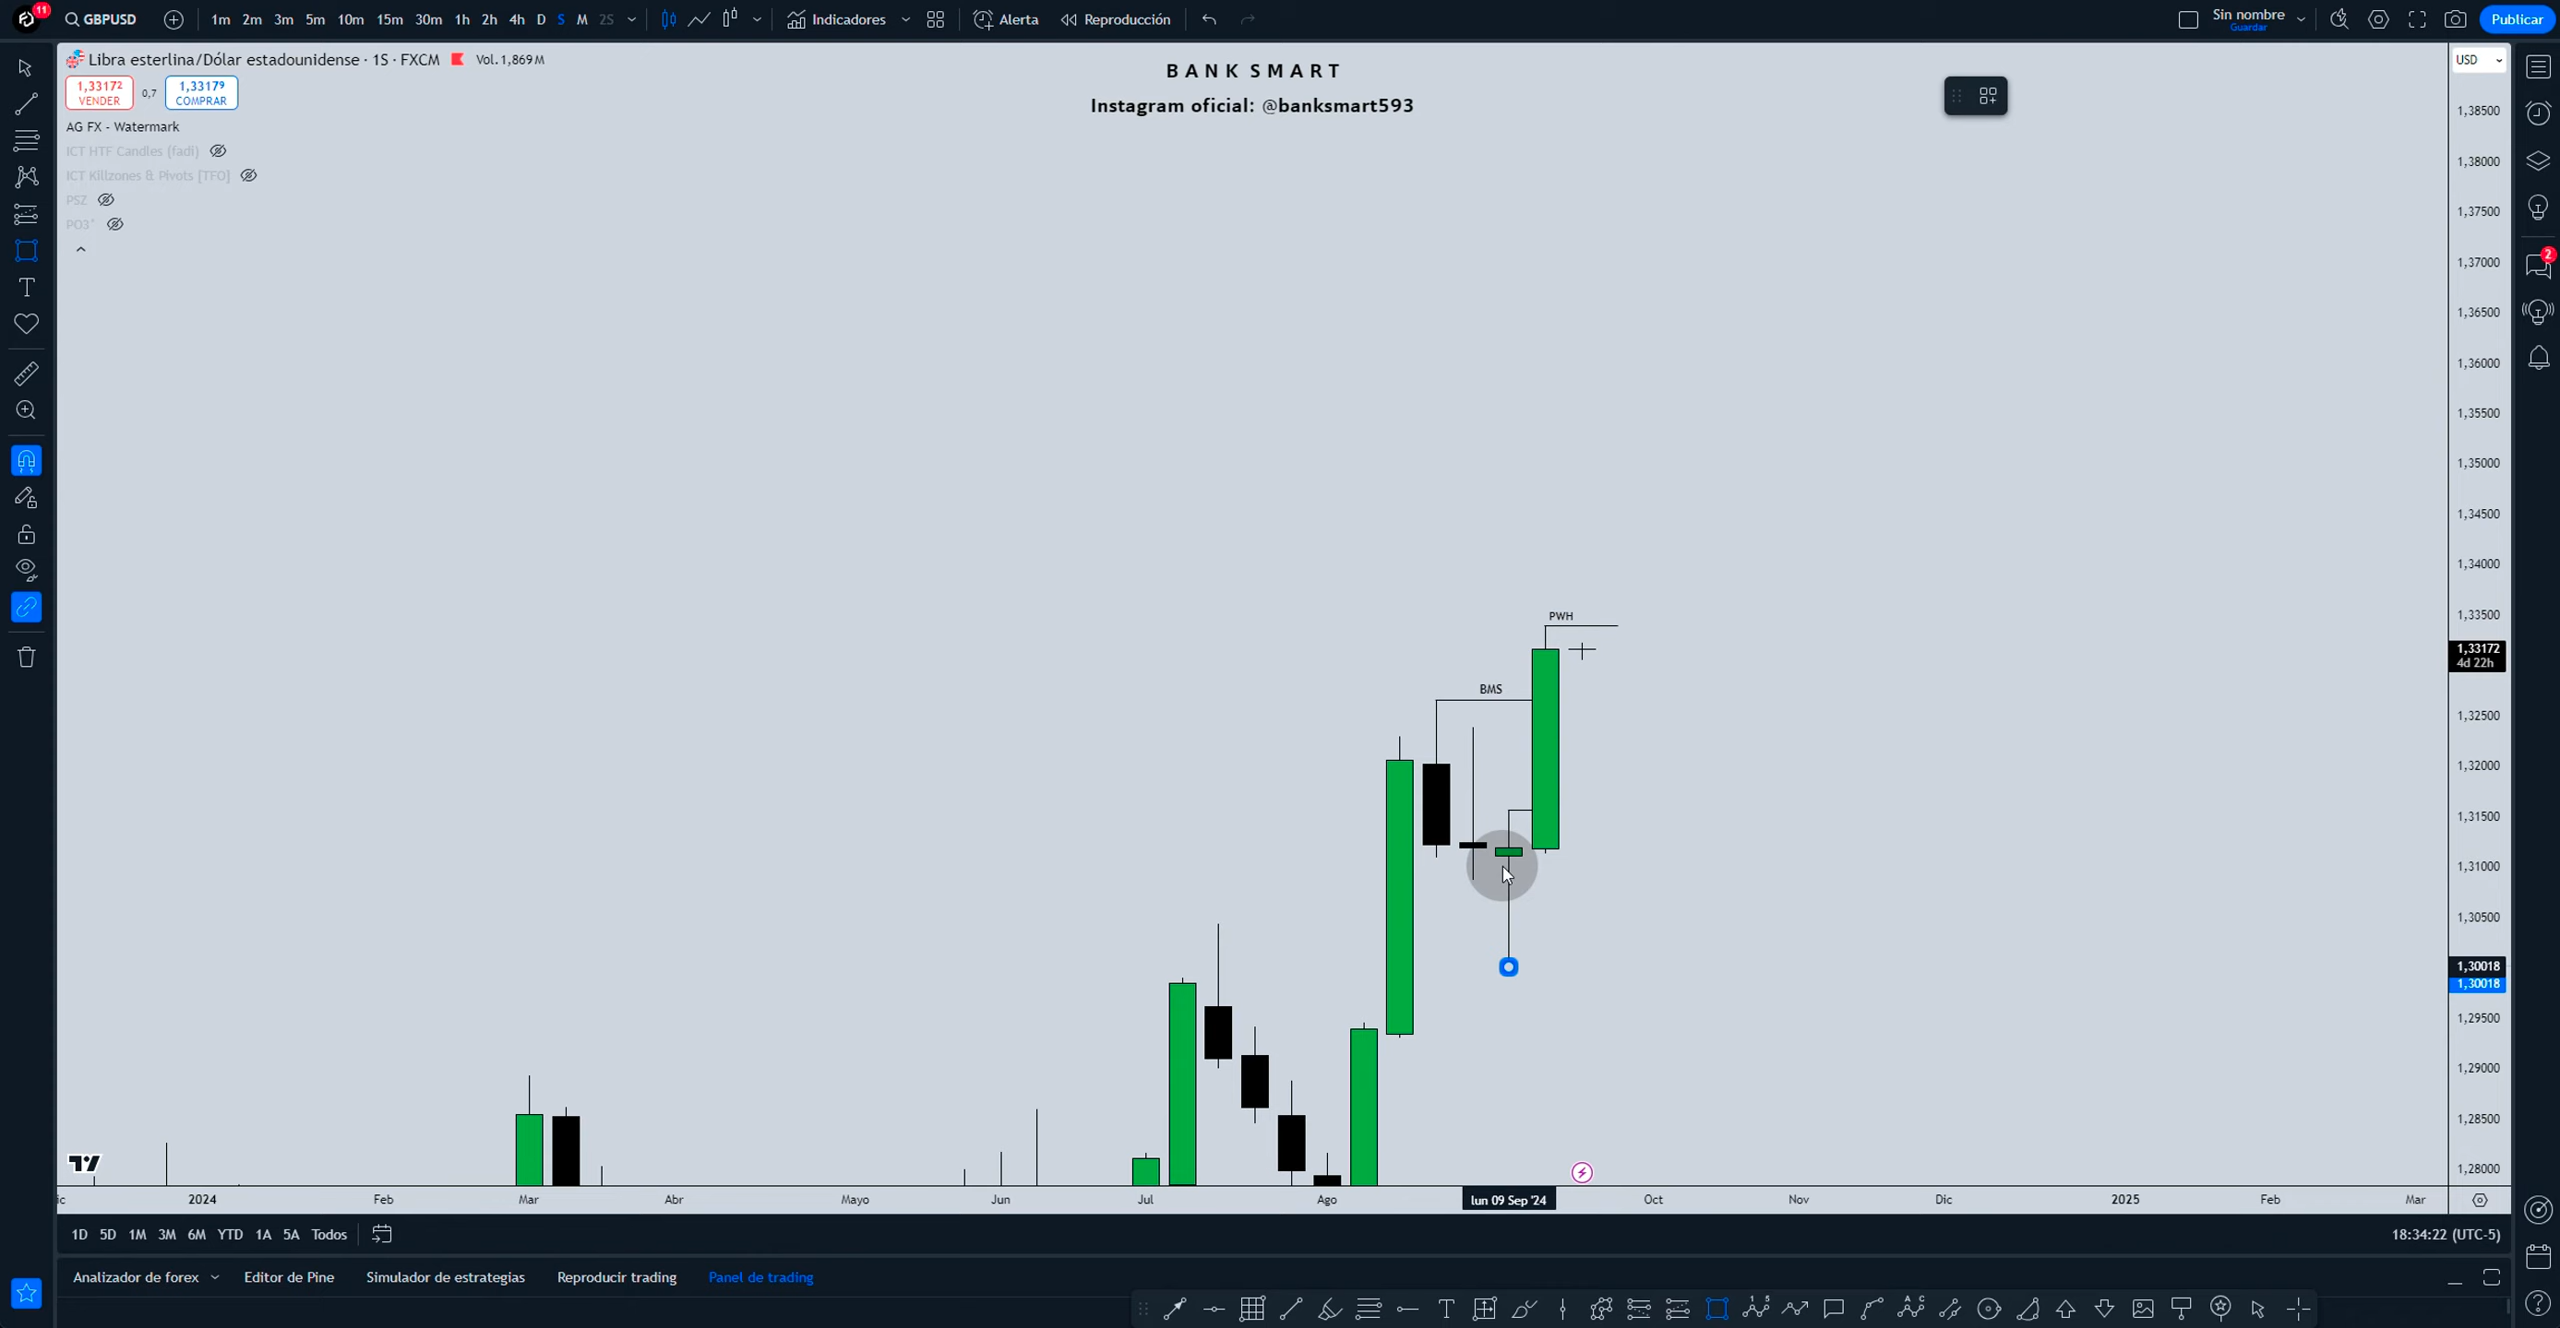 11
GBPUSD
1m 2m 3m 5m 10m 15m 30m 1h 2h 4h D S M 2S
Indicadores
Alerta
Reproducción
Sin nombre
Guardar
Publicar
Libra esterlina/Dólar estadounidense · 1S · FXCM
Vol. 1,869 M
1,33172
VENDER
0,7
1,33179
COMPRAR
AG FX - Watermark
ICT HTF Candles (fadi)
ICT Killzones & Pivots [TFO]
PSZ
PO3
BANK SMART
Instagram oficial: @banksmart593
USD
1,38500
1,38000
1,37500
1,37000
1,36500
1,36000
1,35500
1,35000
1,34500
1,34000
1,33500
1,33172
4d 22h
1,32500
1,32000
1,31500
1,31000
1,30500
1,30018
1,30018
1,29500
1,29000
1,28500
1,28000
2
PWH
BMS
ic
2024
Feb
Mar
Abr
Mayo
Jun
Jul
Ago
lun 09 Sep '24
Oct
Nov
Dic
2025
Feb
Mar
1D 5D 1M 3M 6M YTD 1A 5A Todos
18:34:22 (UTC-5)
Analizador de forex
Editor de Pine
Simulador de estrategias
Reproducir trading
Panel de trading